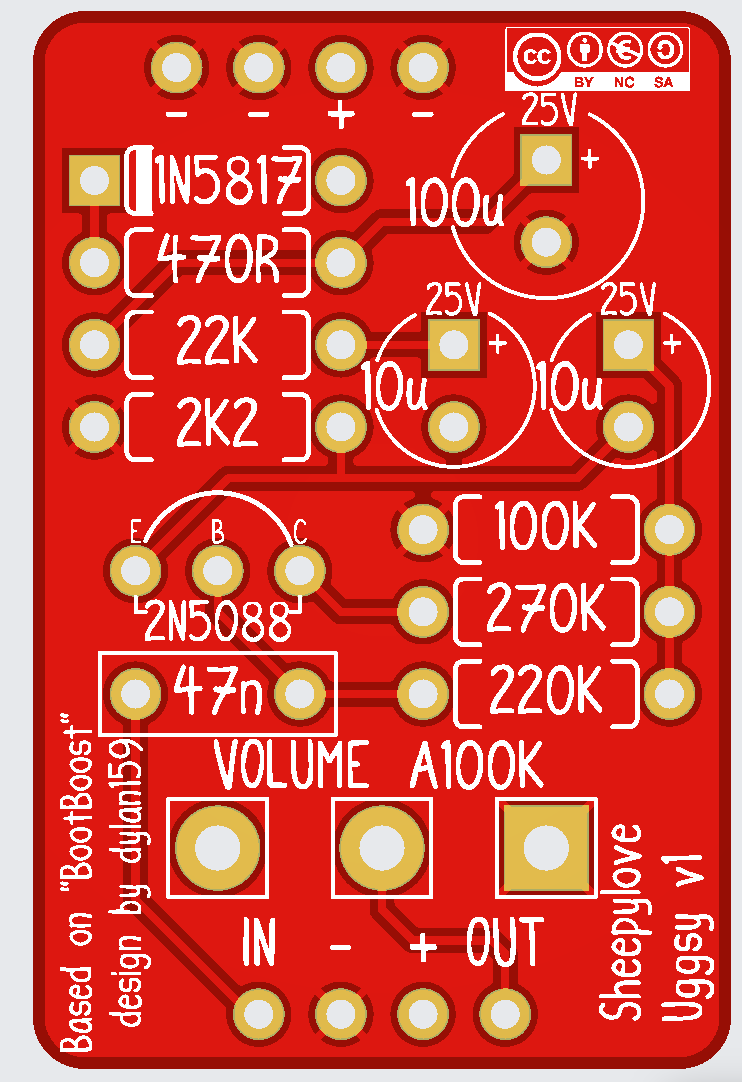 cc
BY NC SA
- - + -
25V
+
1N5817
100u
470R
25V
25V
22K
+
+
10u
10u
2K2
E B C
100K
2N5088
270K
47n
220K
VOLUME A100K
Based on "BootBoost"
design by dylan159
Sheepylove
Uggsy v1
IN - + OUT